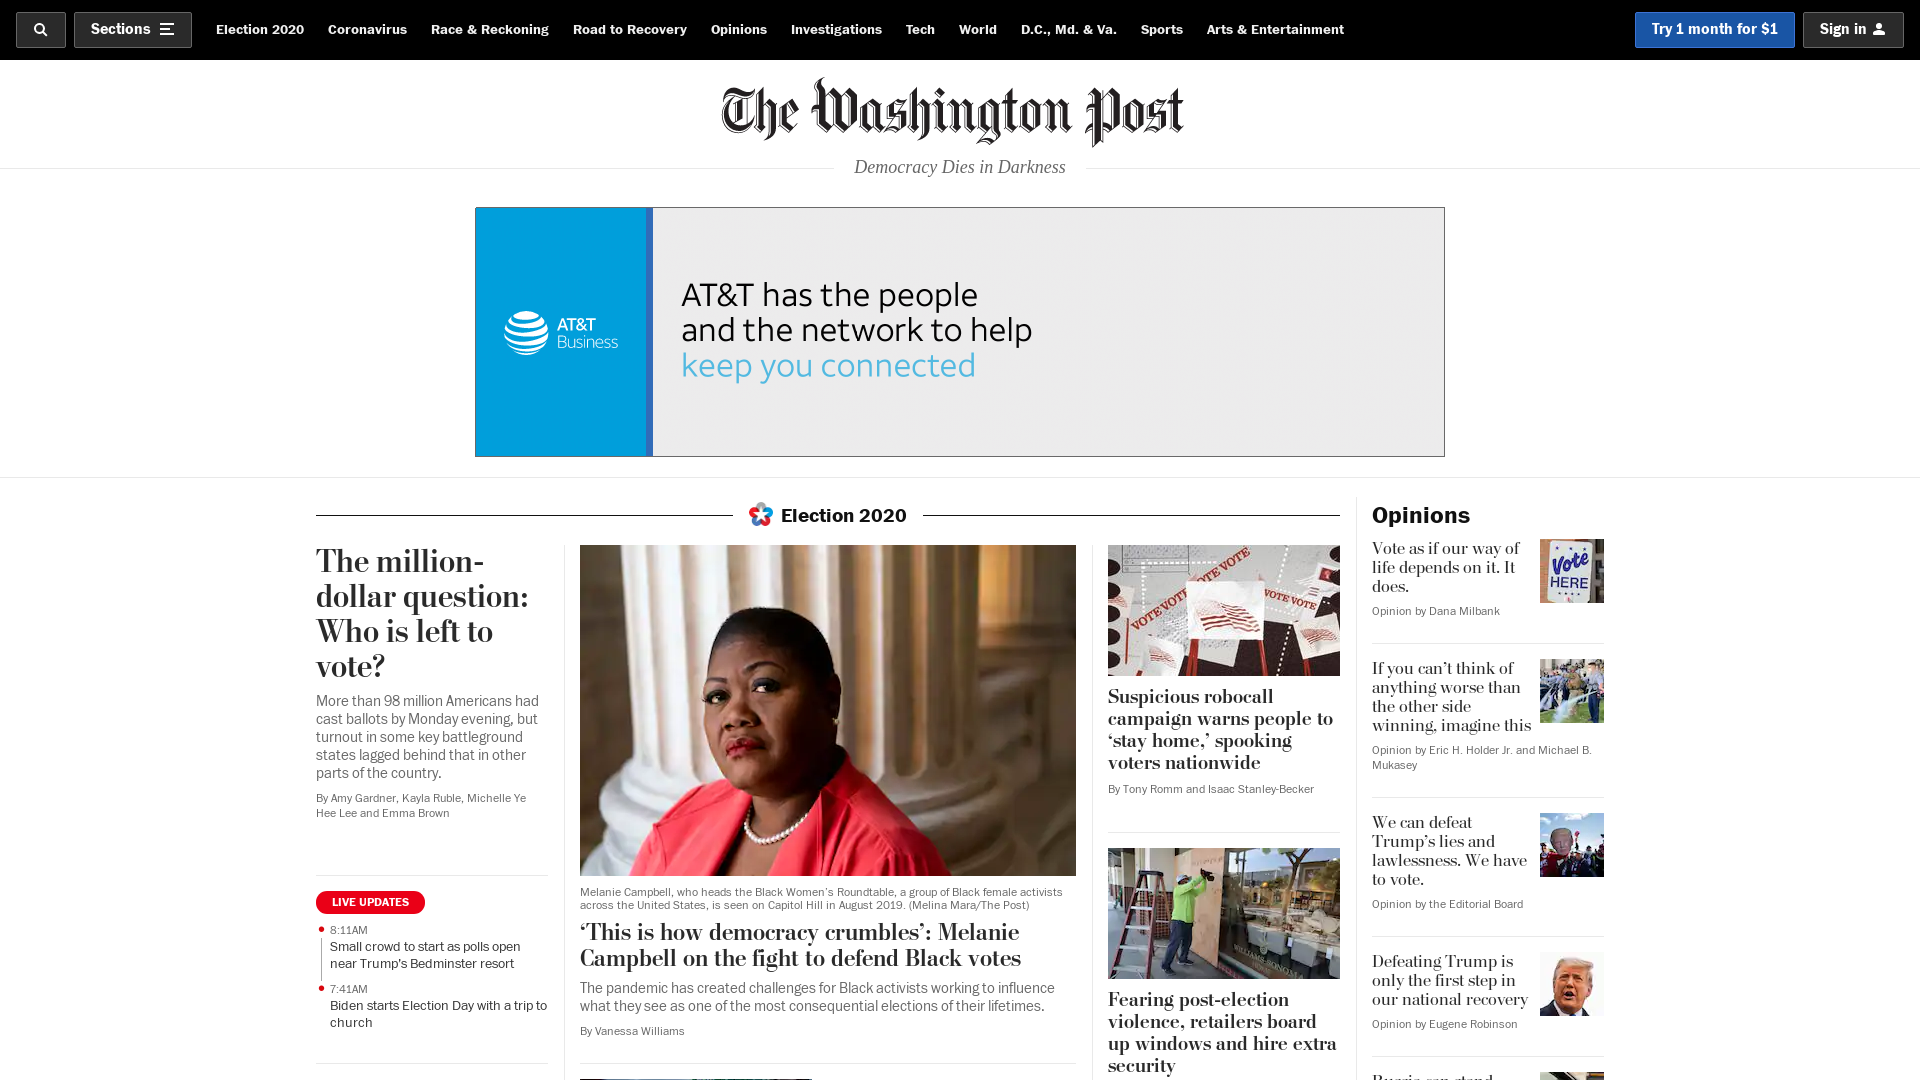 Sections
Election 2020
Coronavirus
Race & Reckoning
Road to Recovery
Opinions
Investigations
Tech
World
D.C., Md. & Va.
Sports
Arts & Entertainment
Try 1 month for $1
Sign in
The Washington Post
Democracy Dies in Darkness
AT&T
Business
AT&T has the people
and the network to help
keep you connected
Election 2020
The million-
dollar question:
Who is left to
vote?
More than 98 million Americans had
cast ballots by Monday evening, but
turnout in some key battleground
states lagged behind that in other
parts of the country.
By Amy Gardner, Kayla Ruble, Michelle Ye
Hee Lee and Emma Brown
LIVE UPDATES
8:11AM
Small crowd to start as polls open
near Trump's Bedminster resort
7:41AM
Biden starts Election Day with a trip to
church
Melanie Campbell, who heads the Black Women’s Roundtable, a group of Black female activists
across the United States, is seen on Capitol Hill in August 2019. (Melina Mara/The Post)
‘This is how democracy crumbles’: Melanie
Campbell on the fight to defend Black votes
The pandemic has created challenges for Black activists working to influence
what they see as one of the most consequential elections of their lifetimes.
By Vanessa Williams
VOTE VOTE VOTE
VOTE VOTE
Suspicious robocall
campaign warns people to
‘stay home,’ spooking
voters nationwide
By Tony Romm and Isaac Stanley-Becker
WILLIAMS-SONOMA
Fearing post-election
violence, retailers board
up windows and hire extra
security
Opinions
Vote as if our way of
life depends on it. It
does.
Opinion by Dana Milbank
Vote
HERE
If you can’t think of
anything worse than
the other side
winning, imagine this
Opinion by Eric H. Holder Jr. and Michael B.
Mukasey
We can defeat
Trump’s lies and
lawlessness. We have
to vote.
Opinion by the Editorial Board
Defeating Trump is
only the first step in
our national recovery
Opinion by Eugene Robinson
Russia can stand